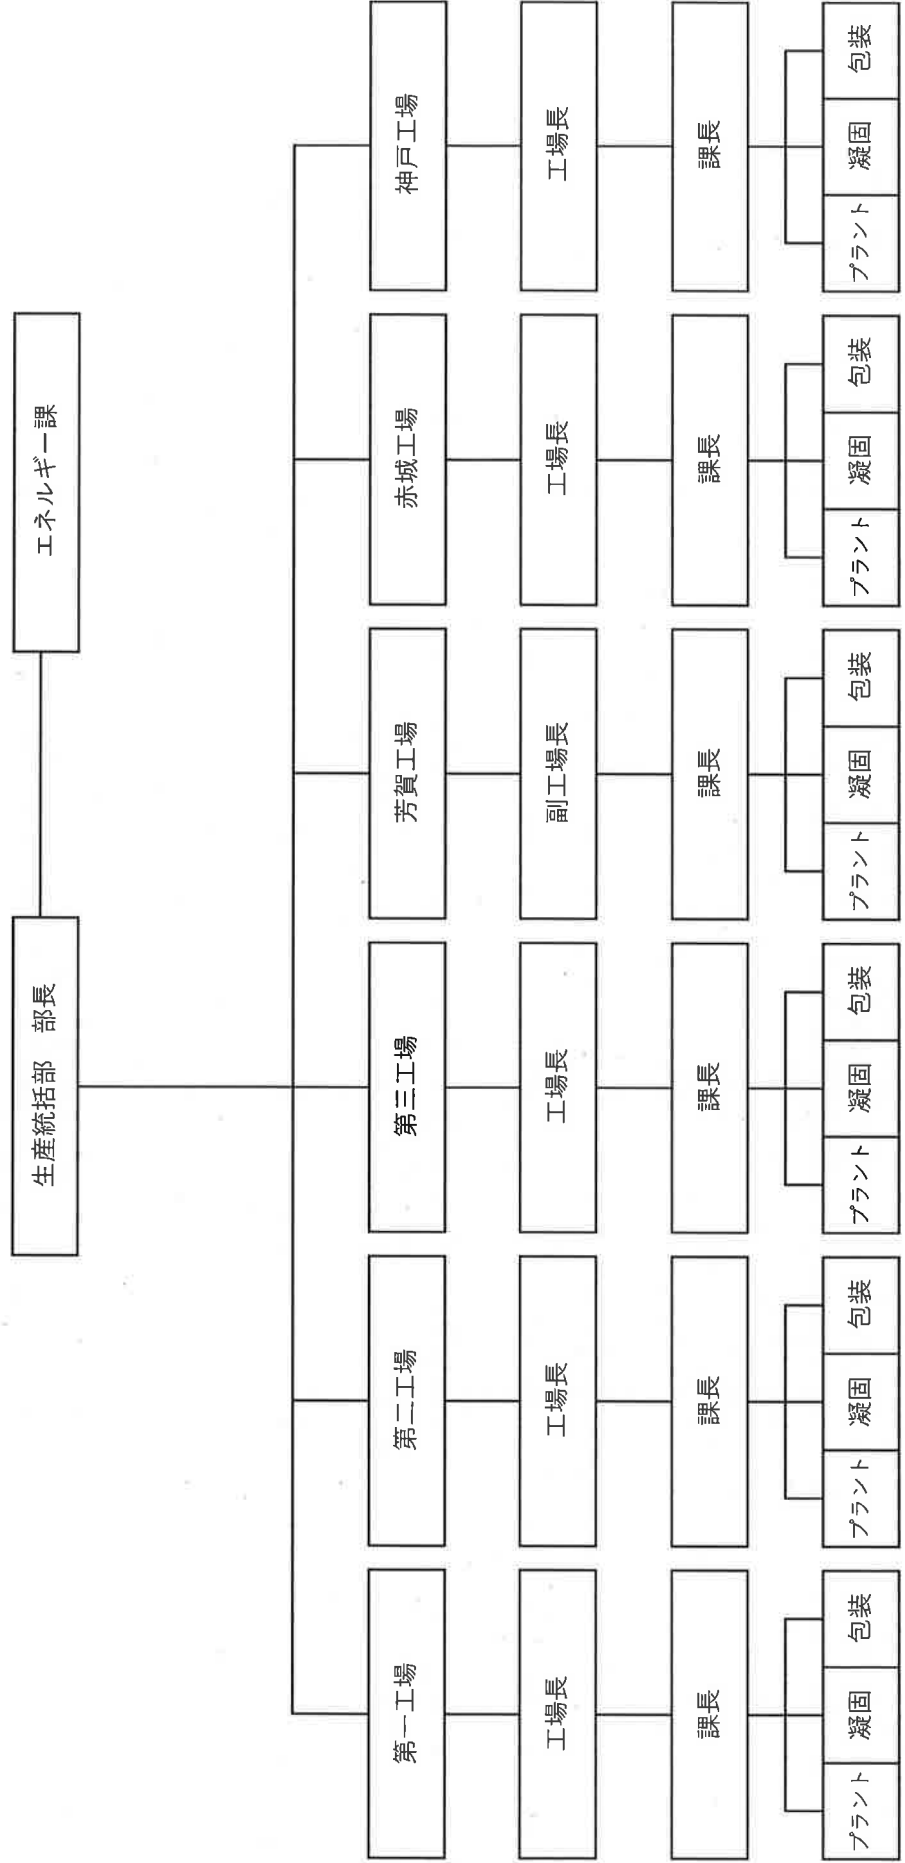 生産統括部　部長
エネルギー課
第一工場
第二工場
第三工場
芳賀工場
赤城工場
神戸工場
工場長
工場長
工場長
副工場長
工場長
工場長
課長
課長
課長
課長
課長
課長
プラント
凝固
包装
プラント
凝固
包装
プラント
凝固
包装
プラント
凝固
包装
プラント
凝固
包装
プラント
凝固
包装